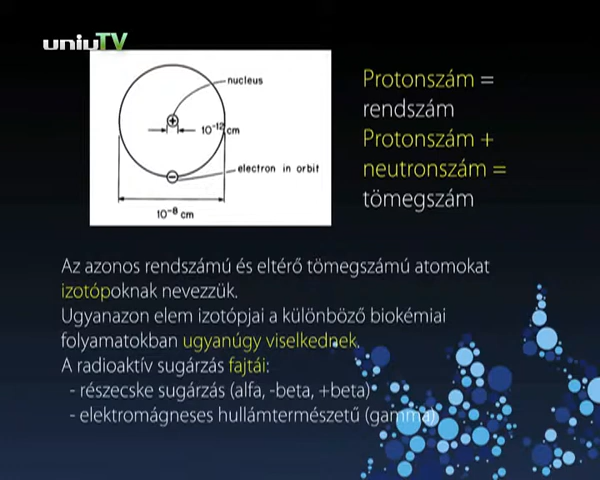 uniuTV
nucleus
10⁻¹² cm
electron in orbit
10⁻⁸ cm
Protonszám =
rendszám
Protonszám +
neutronszám =
tömegszám
Az azonos rendszámú és eltérő tömegszámú atomokat
izotópoknak nevezzük.
Ugyanazon elem izotópjai a különböző biokémiai
folyamatokban ugyanúgy viselkednek.
A radioaktív sugárzás fajtái:
- részecske sugárzás (alfa, -beta, +beta)
- elektromágneses hullámtermészetű (gamma)